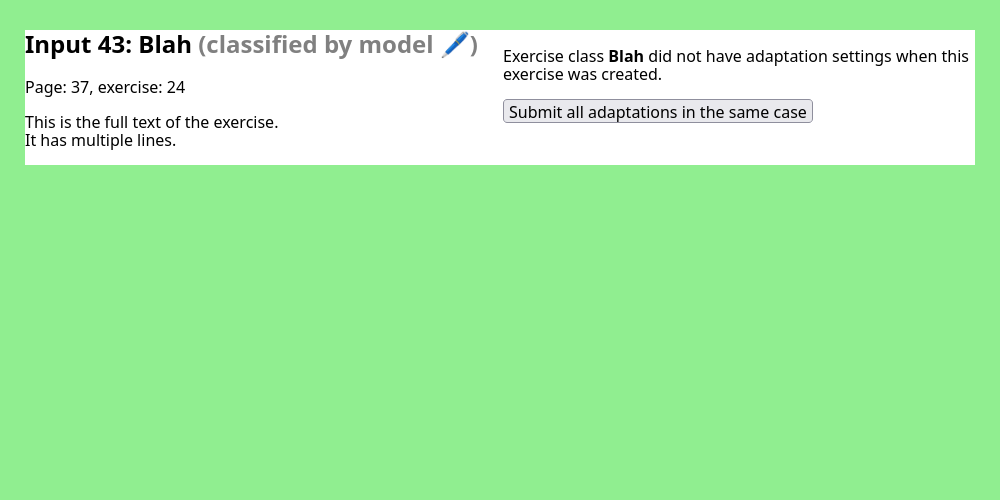 Input 43: Blah (classified by model 🖊️)
Page: 37, exercise: 24
This is the full text of the exercise.
It has multiple lines.
Exercise class Blah did not have adaptation settings when this
exercise was created.
Submit all adaptations in the same case